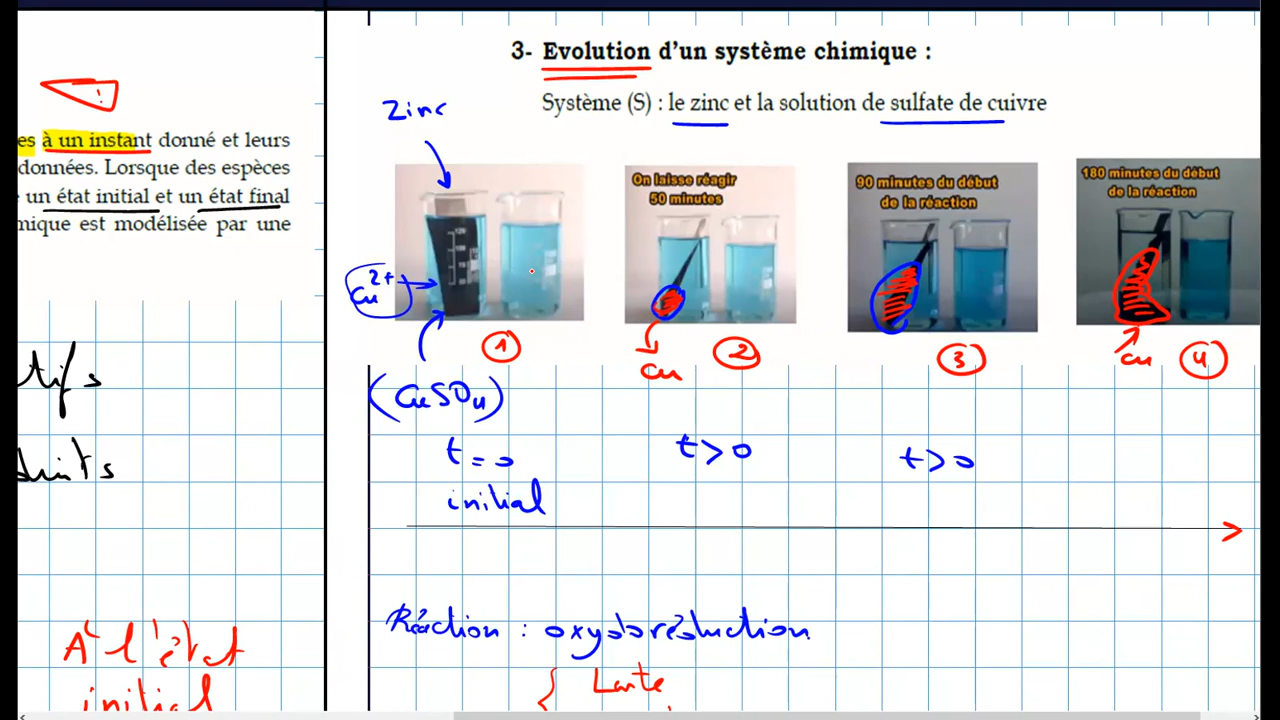 3- Evolution d'un système chimique :
Système (S) : le zinc et la solution de sulfate de cuivre
es à un instant donné et leurs
données. Lorsque des espèces
un état initial et un état final
nique est modélisée par une
Zinc
Cu2+
(CuSO4)
On laisse réagir
50 minutes
90 minutes du début
de la réaction
180 minutes du début
de la réaction
1
2
3
4
Cu
Cu
t = 0
initial
t > 0
t > 0
tifs
duits
A l'état
initial
Réaction : oxydoréduction
Lente